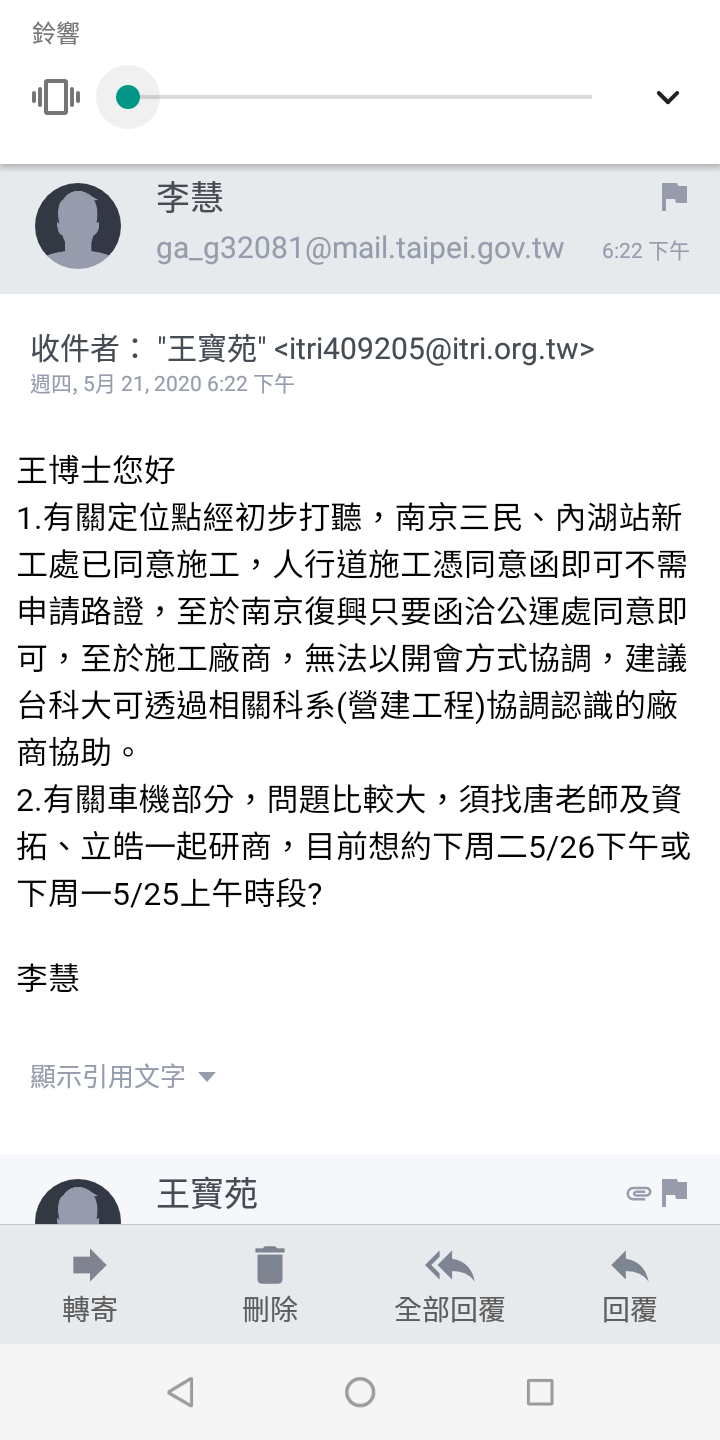 鈴響
李慧
ga_g32081@mail.taipei.gov.tw
6:22 下午
收件者： "王寶苑" <itri409205@itri.org.tw>
週四, 5月 21, 2020 6:22 下午
王博士您好
1.有關定位點經初步打聽，南京三民、內湖站新
工處已同意施工，人行道施工憑同意函即可不需
申請路證，至於南京復興只要函洽公運處同意即
可，至於施工廠商，無法以開會方式協調，建議
台科大可透過相關科系(營建工程)協調認識的廠
商協助。
2.有關車機部分，問題比較大，須找唐老師及資
拓、立皓一起研商，目前想約下周二5/26下午或
下周一5/25上午時段?
李慧
顯示引用文字
王寶苑
轉寄
刪除
全部回覆
回覆